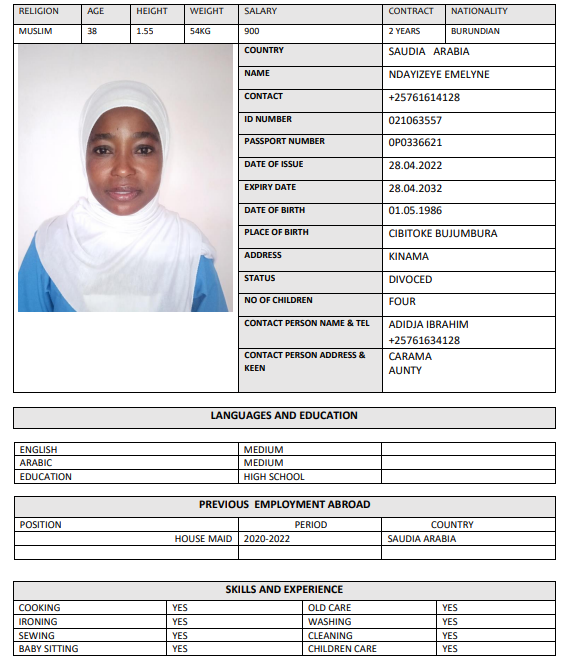 RELIGION AGE HEIGHT WEIGHT SALARY CONTRACT NATIONALITY
MUSLIM 38 1.55 54KG 900 2 YEARS BURUNDIAN
COUNTRY SAUDIA ARABIA
NAME NDAYIZEYE EMELYNE
CONTACT +25761614128
ID NUMBER 021063557
PASSPORT NUMBER 0P0336621
DATE OF ISSUE 28.04.2022
EXPIRY DATE 28.04.2032
DATE OF BIRTH 01.05.1986
PLACE OF BIRTH CIBITOKE BUJUMBURA
ADDRESS KINAMA
STATUS DIVOCED
NO OF CHILDREN FOUR
CONTACT PERSON NAME & TEL ADIDJA IBRAHIM
+25761634128
CONTACT PERSON ADDRESS & CARAMA
KEEN AUNTY
LANGUAGES AND EDUCATION
ENGLISH MEDIUM
ARABIC MEDIUM
EDUCATION HIGH SCHOOL
PREVIOUS EMPLOYMENT ABROAD
POSITION PERIOD COUNTRY
HOUSE MAID 2020-2022 SAUDIA ARABIA
SKILLS AND EXPERIENCE
COOKING YES OLD CARE YES
IRONING YES WASHING YES
SEWING YES CLEANING YES
BABY SITTING YES CHILDREN CARE YES